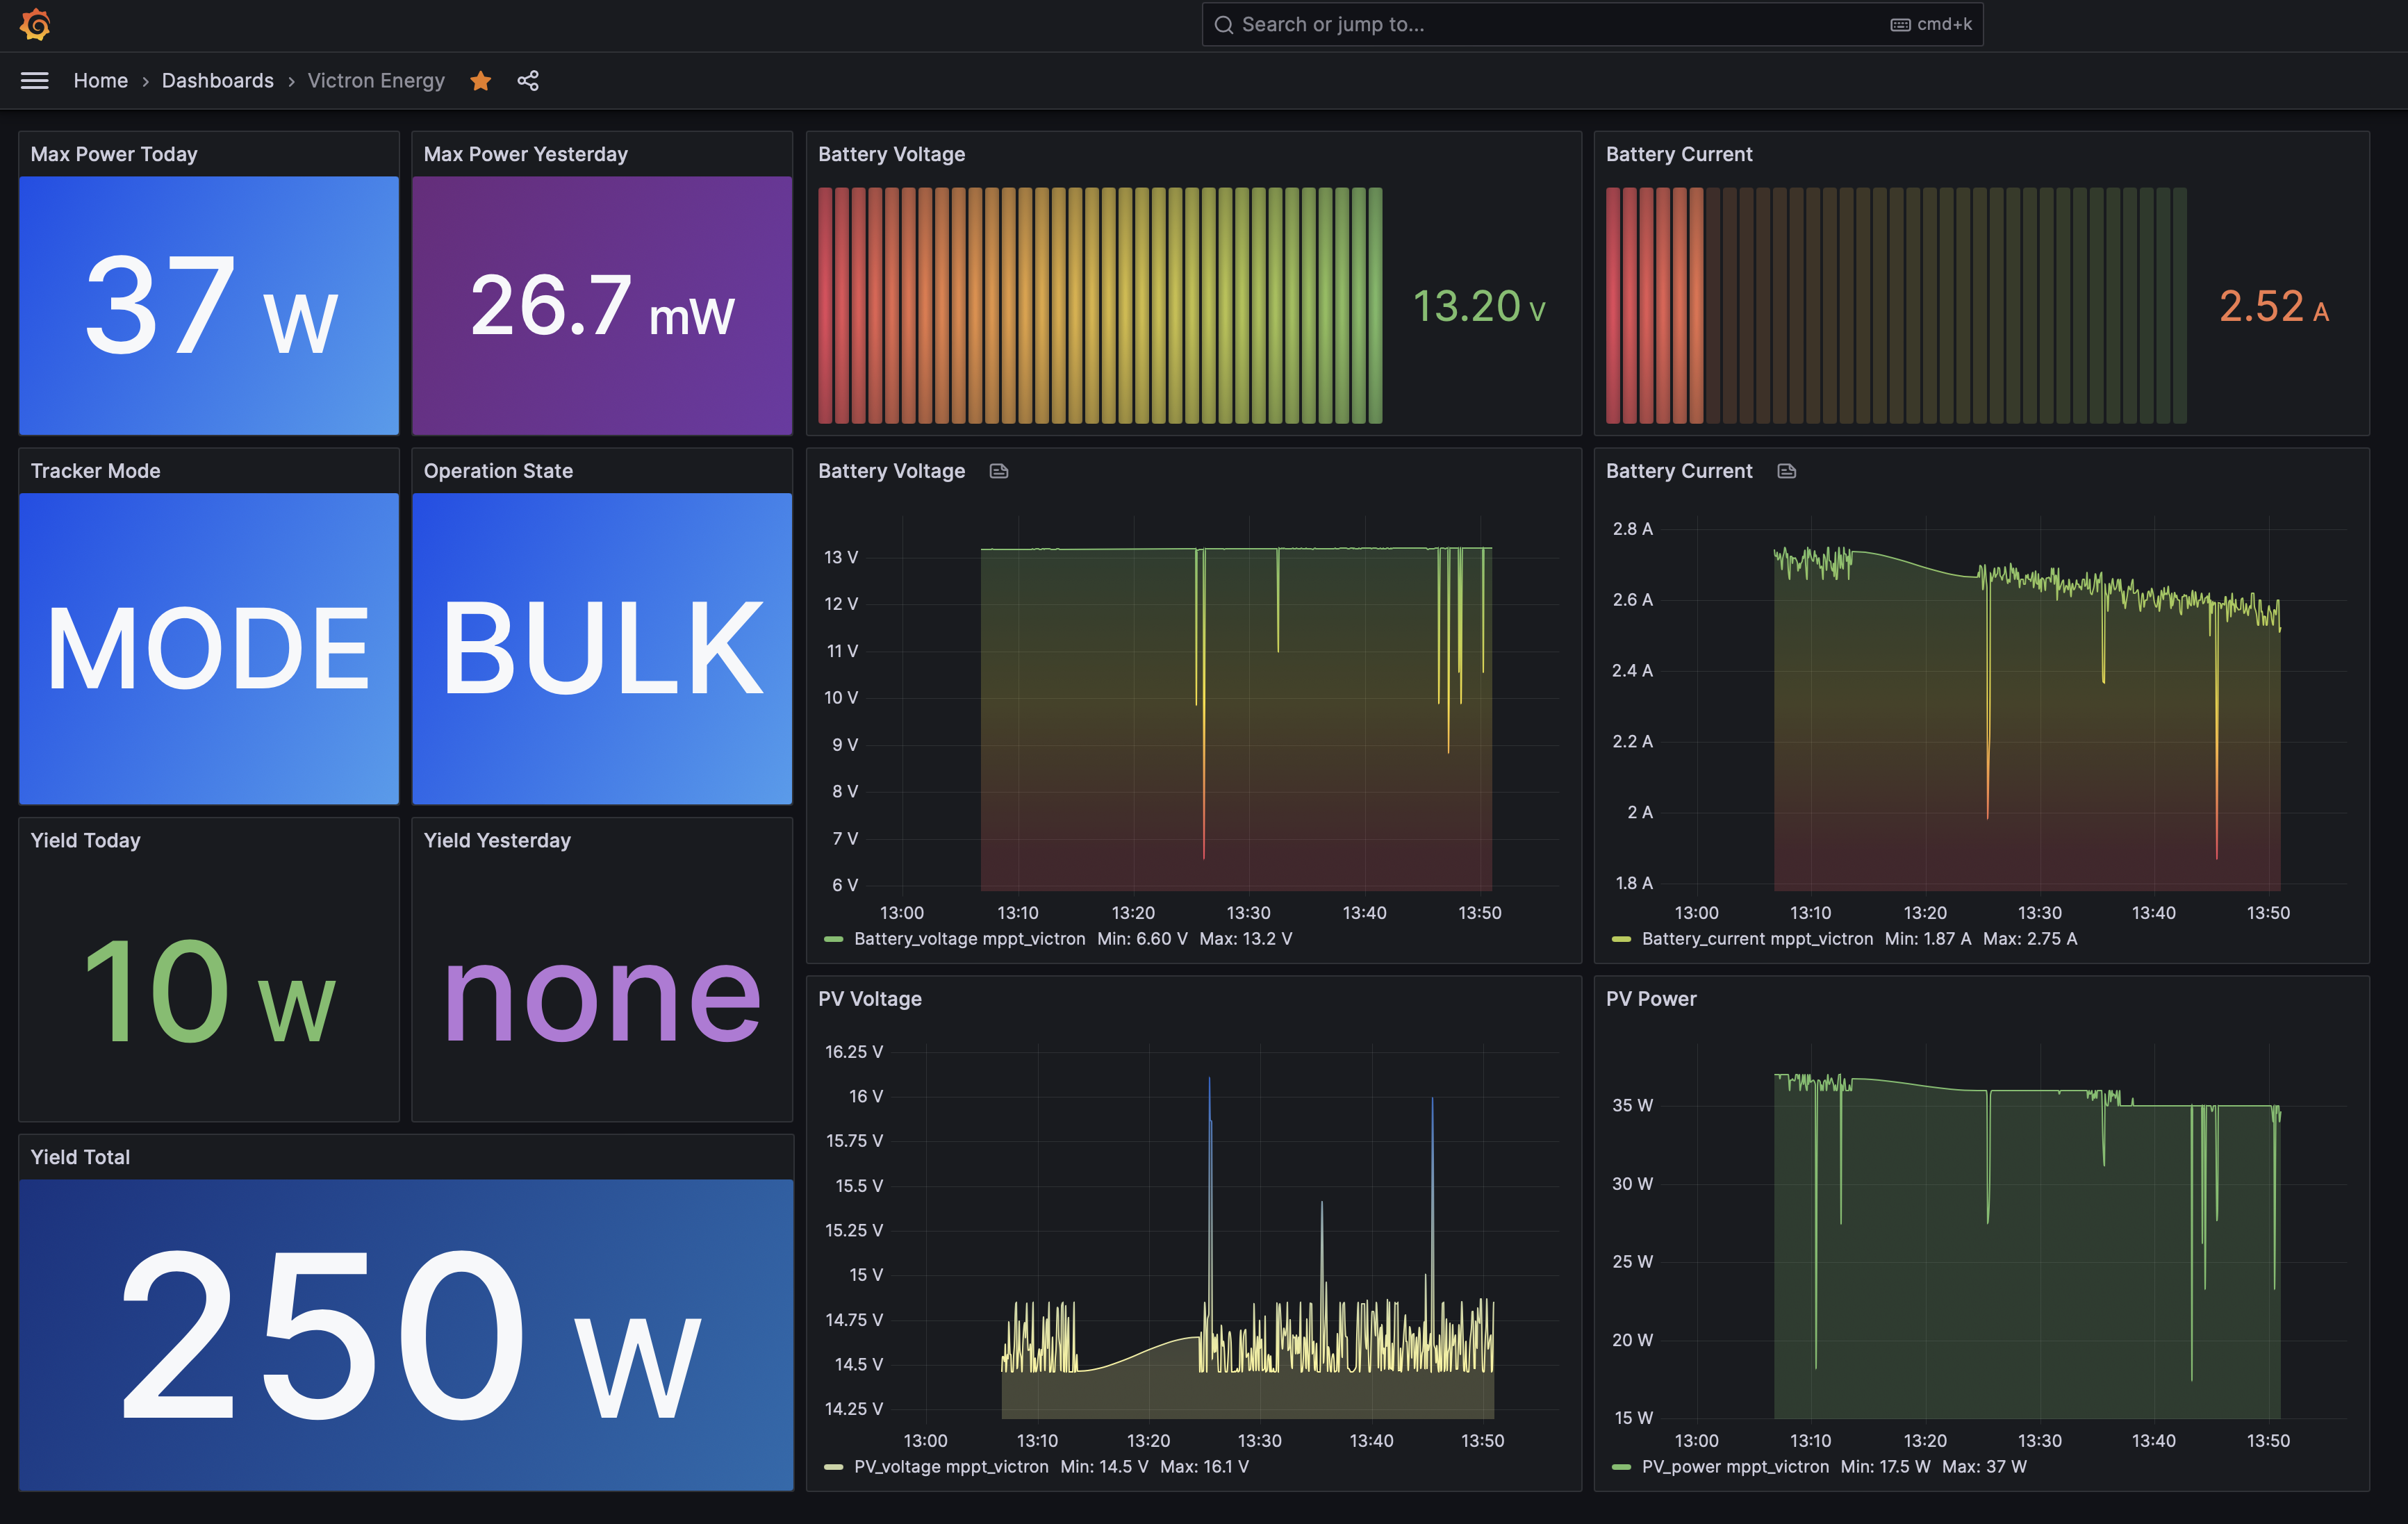 Search or jump to...
cmd+k
Home › Dashboards › Victron Energy
Max Power Today
37 W
Max Power Yesterday
26.7 mW
Battery Voltage
13.20 V
Battery Current
2.52 A
Tracker Mode
MODE
Operation State
BULK
Battery Voltage
13 V
12 V
11 V
10 V
9 V
8 V
7 V
6 V
13:00 13:10 13:20 13:30 13:40 13:50
Battery_voltage mppt_victron Min: 6.60 V Max: 13.2 V
Battery Current
2.8 A
2.6 A
2.4 A
2.2 A
2 A
1.8 A
13:00 13:10 13:20 13:30 13:40 13:50
Battery_current mppt_victron Min: 1.87 A Max: 2.75 A
Yield Today
10 W
Yield Yesterday
none
Yield Total
250 W
PV Voltage
16.25 V
16 V
15.75 V
15.5 V
15.25 V
15 V
14.75 V
14.5 V
14.25 V
13:00 13:10 13:20 13:30 13:40 13:50
PV_voltage mppt_victron Min: 14.5 V Max: 16.1 V
PV Power
35 W
30 W
25 W
20 W
15 W
13:00 13:10 13:20 13:30 13:40 13:50
PV_power mppt_victron Min: 17.5 W Max: 37 W